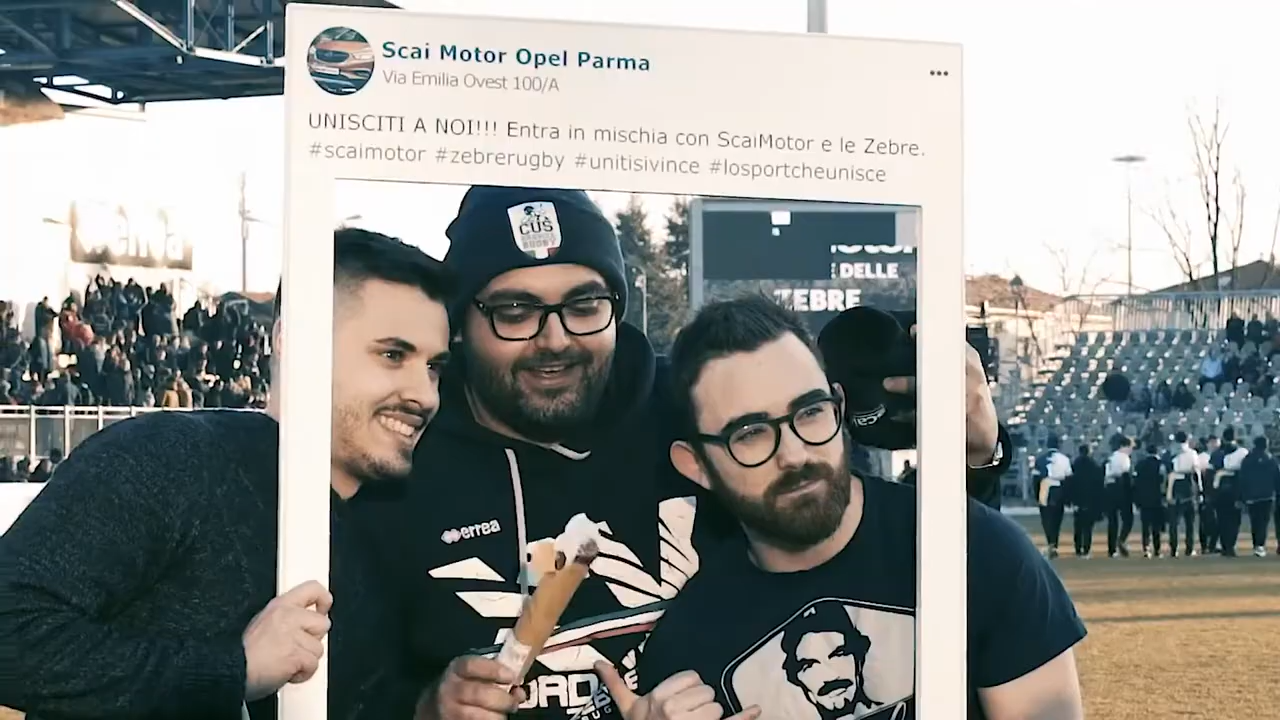 Scai Motor Opel Parma
Via Emilia Ovest 100/A
UNISCITI A NOI!!! Entra in mischia con ScaiMotor e le Zebre.
#scaimotor #zebrerugby #unitisivince #losportcheunisce
CUS
RUGBY
DELLE
ZEBRE
errea